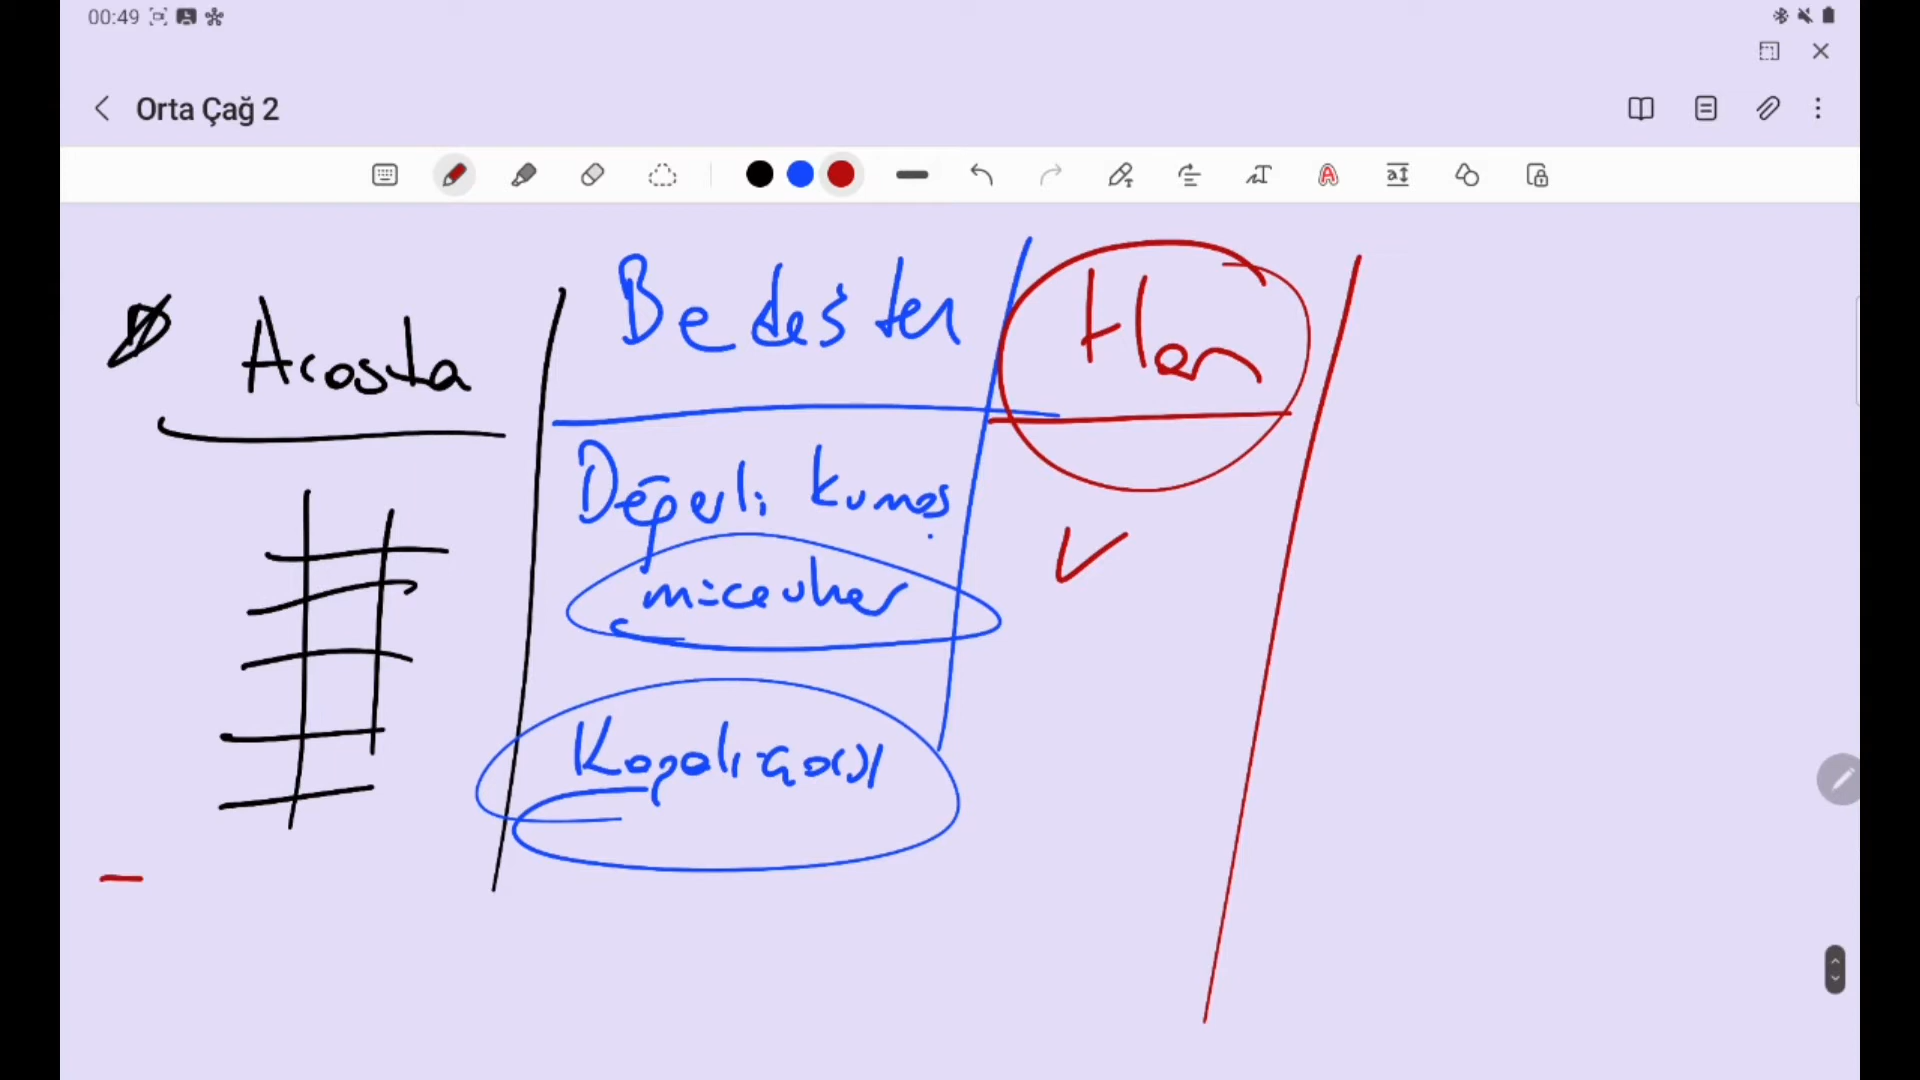 00:49
Orta Çağ 2
Acosta
Bedesten
Han
Değerli kumaş
mücevher
Kapalıçarşı